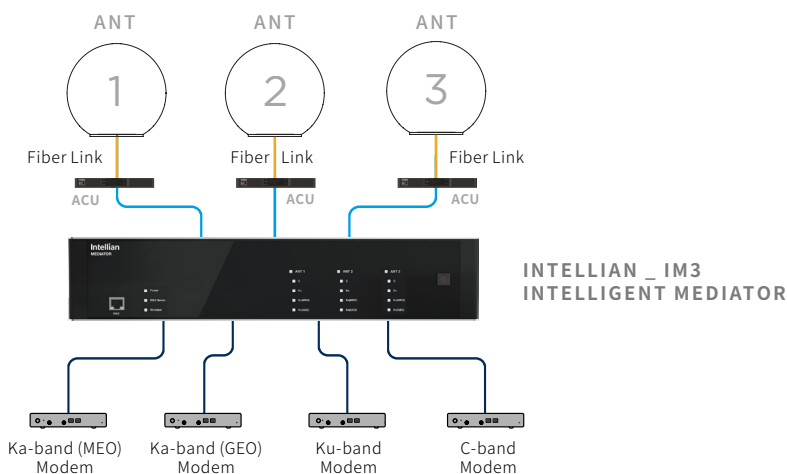 ANT
ANT
ANT
1
2
3
Fiber Link
Fiber Link
Fiber Link
ACU
ACU
ACU
Intellian
MEDIATOR
ANT 1
ANT 2
ANT 3
Power
INTELLIAN _ IM3
INTELLIGENT MEDIATOR
Ka-band (MEO)
Modem
Ka-band (GEO)
Modem
Ku-band
Modem
C-band
Modem